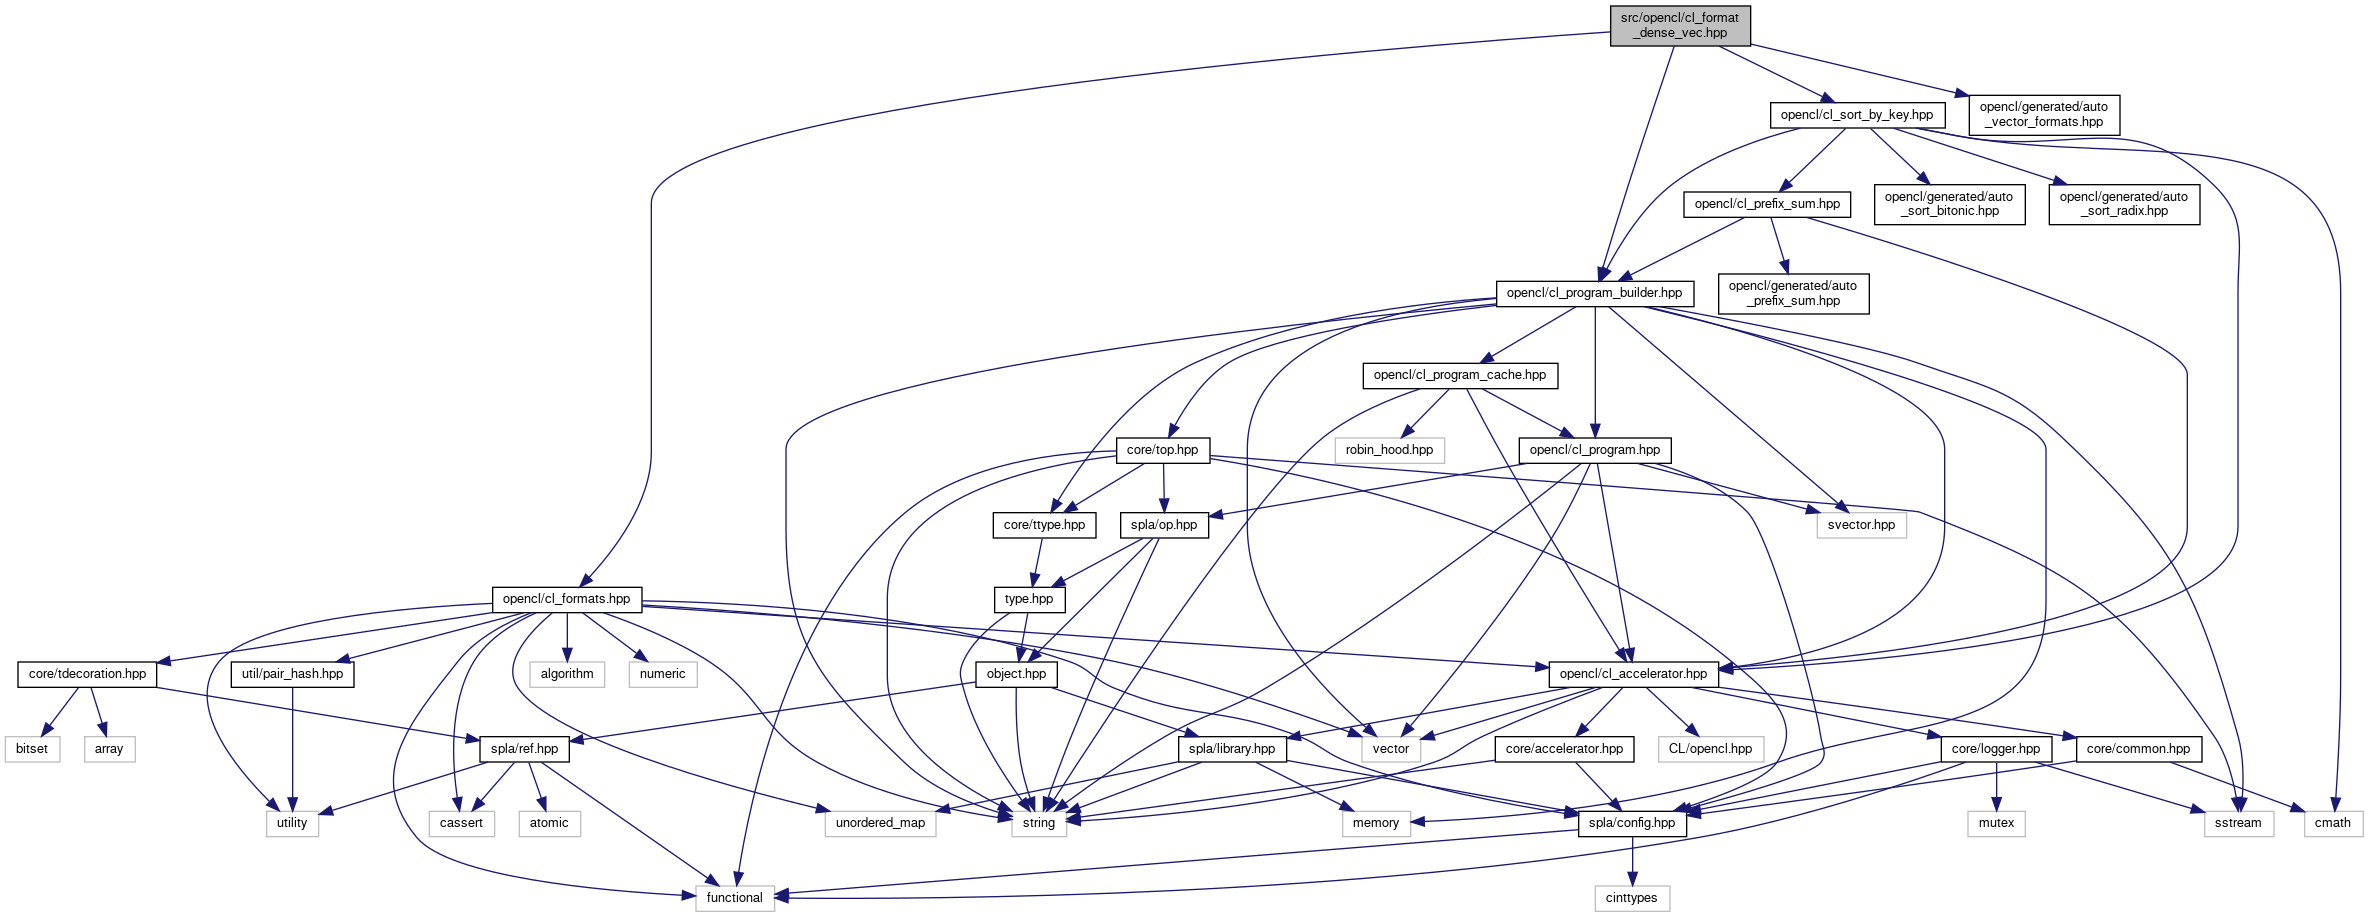 src/opencl/cl_format
_dense_vec.hpp
opencl/cl_sort_by_key.hpp
opencl/generated/auto
_vector_formats.hpp
opencl/cl_prefix_sum.hpp
opencl/generated/auto
_sort_bitonic.hpp
opencl/generated/auto
_sort_radix.hpp
opencl/cl_program_builder.hpp
opencl/generated/auto
_prefix_sum.hpp
opencl/cl_program_cache.hpp
core/top.hpp
robin_hood.hpp
opencl/cl_program.hpp
core/ttype.hpp
spla/op.hpp
svector.hpp
opencl/cl_formats.hpp
type.hpp
core/tdecoration.hpp
util/pair_hash.hpp
algorithm
numeric
object.hpp
opencl/cl_accelerator.hpp
bitset
array
spla/ref.hpp
spla/library.hpp
vector
core/accelerator.hpp
CL/opencl.hpp
core/logger.hpp
core/common.hpp
utility
cassert
atomic
unordered_map
string
memory
spla/config.hpp
mutex
sstream
cmath
functional
cinttypes